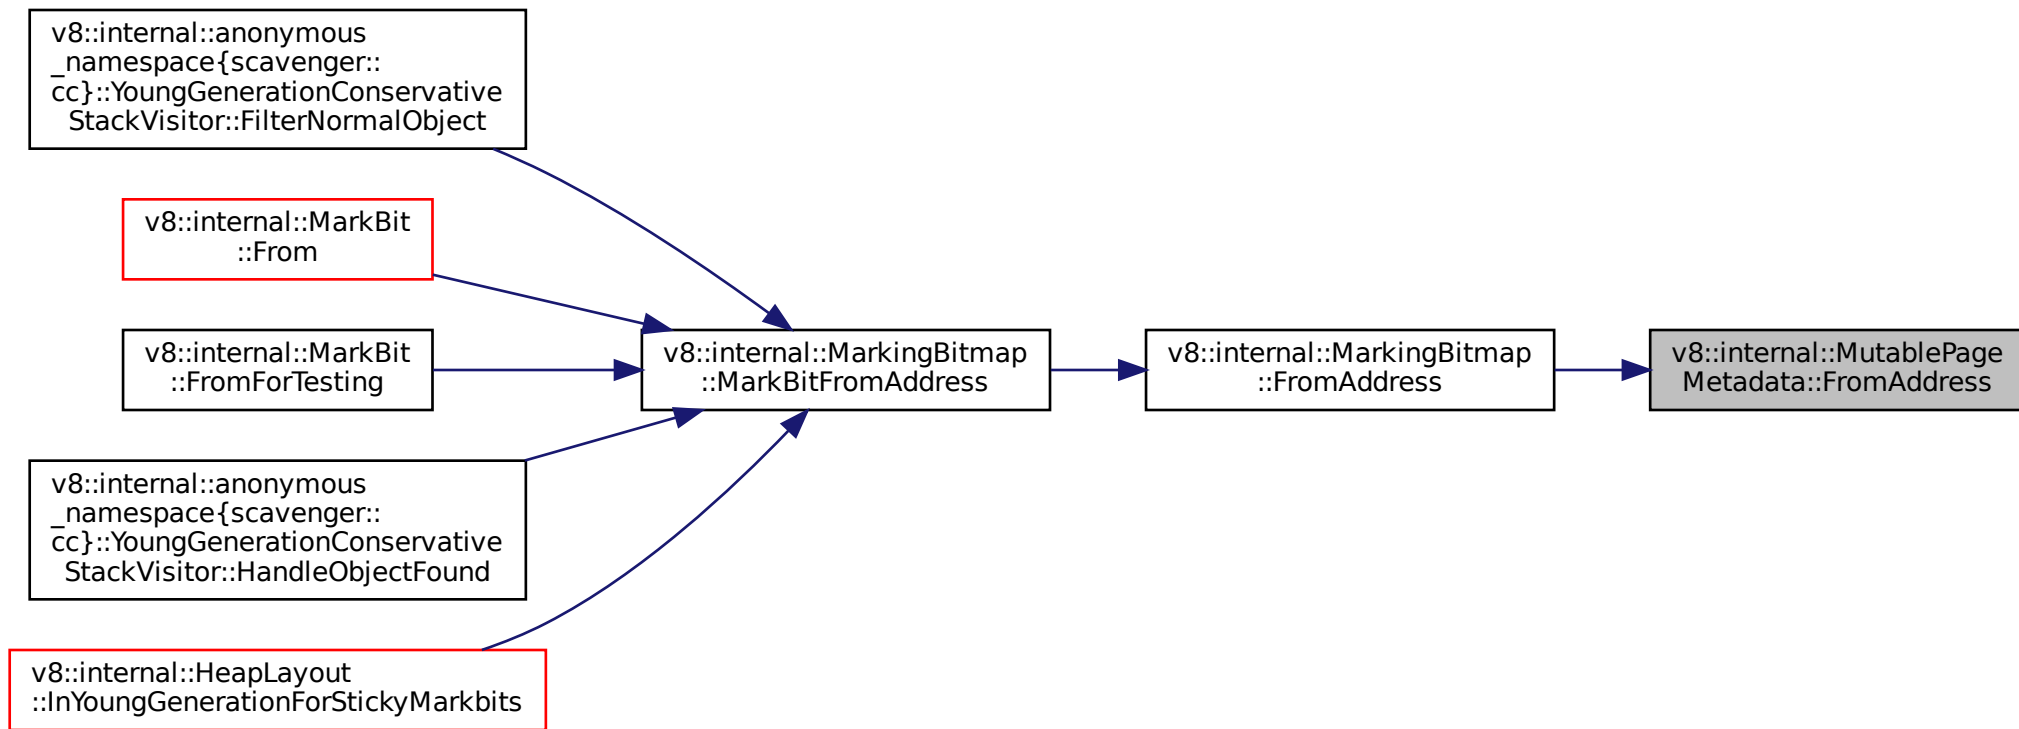 v8::internal::anonymous
_namespace{scavenger::
cc}::YoungGenerationConservative
StackVisitor::FilterNormalObject
v8::internal::MarkBit
::From
v8::internal::MarkBit
::FromForTesting
v8::internal::anonymous
_namespace{scavenger::
cc}::YoungGenerationConservative
StackVisitor::HandleObjectFound
v8::internal::HeapLayout
::InYoungGenerationForStickyMarkbits
v8::internal::MarkingBitmap
::MarkBitFromAddress
v8::internal::MarkingBitmap
::FromAddress
v8::internal::MutablePage
Metadata::FromAddress